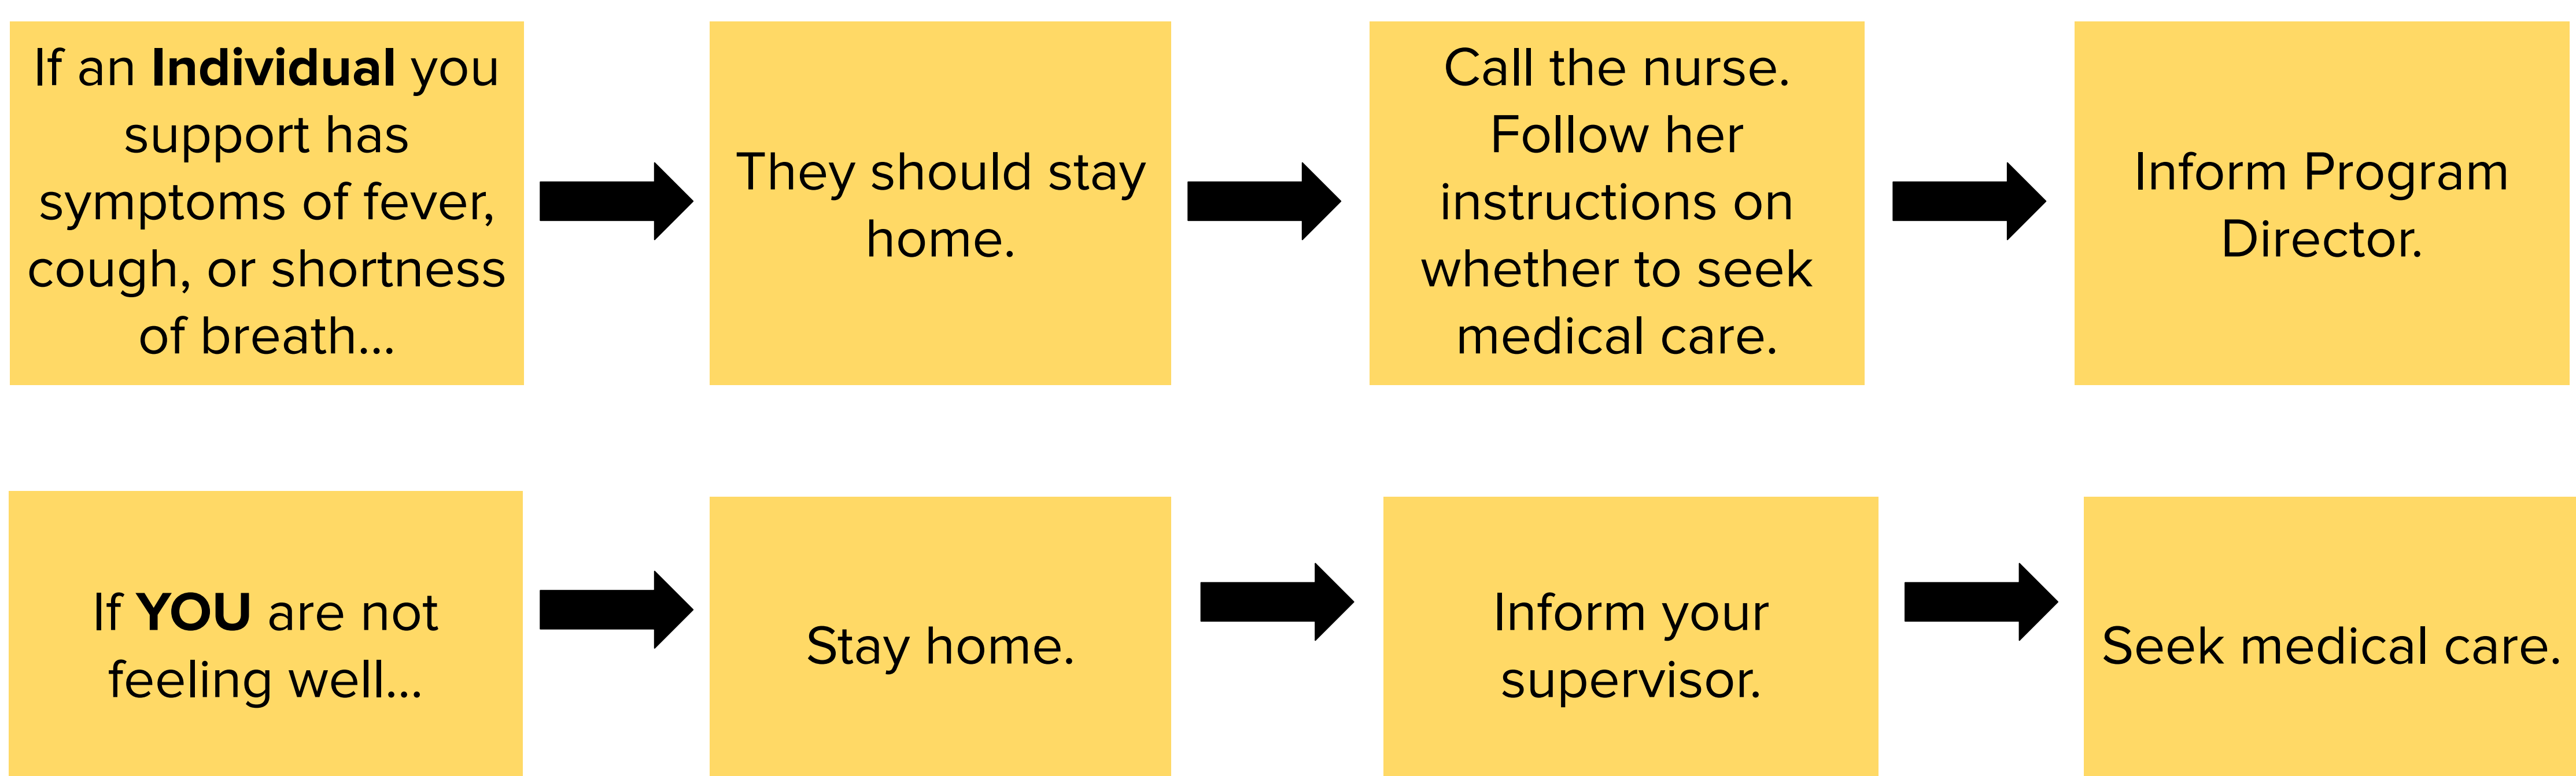 If an Individual you
support has
symptoms of fever,
cough, or shortness
of breath...
They should stay
home.
Call the nurse.
Follow her
instructions on
whether to seek
medical care.
Inform Program
Director.
If YOU are not
feeling well...
Stay home.
Inform your
supervisor.
Seek medical care.